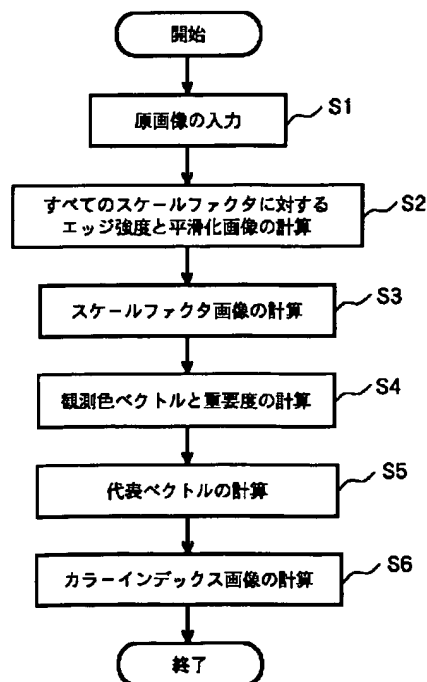 開始
原画像の入力
S1
すべてのスケールファクタに対する
エッジ強度と平滑化画像の計算
S2
スケールファクタ画像の計算
S3
観測色ベクトルと重要度の計算
S4
代表ベクトルの計算
S5
カラーインデックス画像の計算
S6
終了